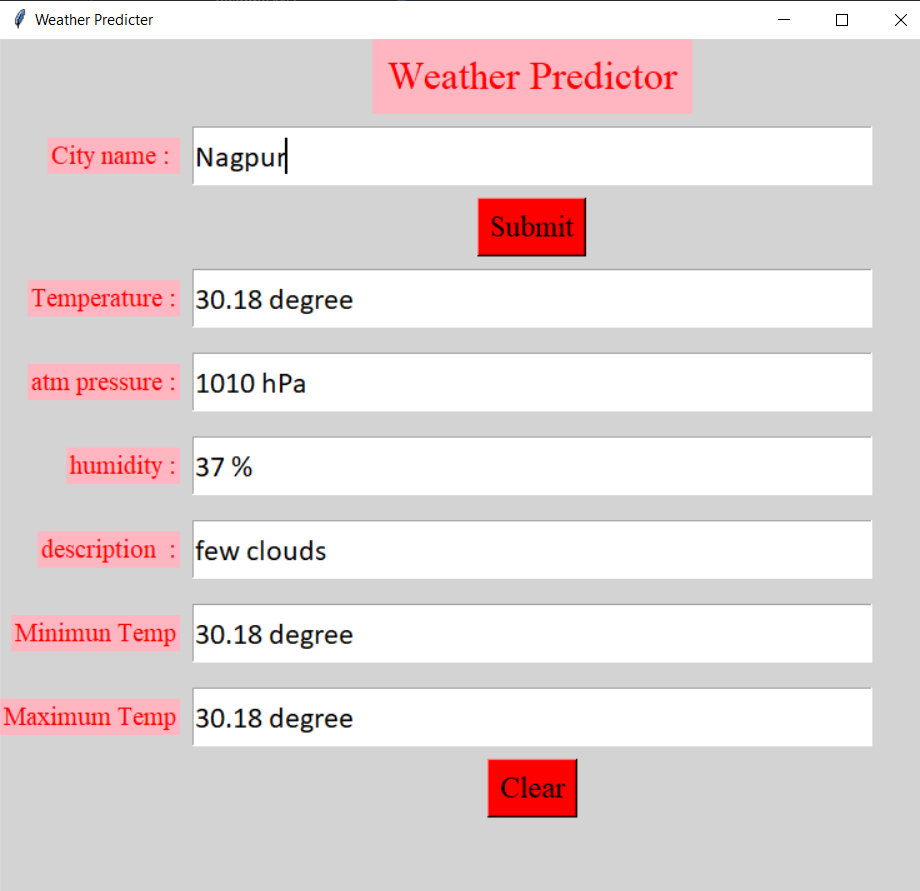 Weather Predicter
Weather Predictor
City name : Nagpur
Submit
Temperature : 30.18 degree
atm pressure : 1010 hPa
humidity : 37 %
description : few clouds
Minimun Temp 30.18 degree
Maximum Temp 30.18 degree
Clear